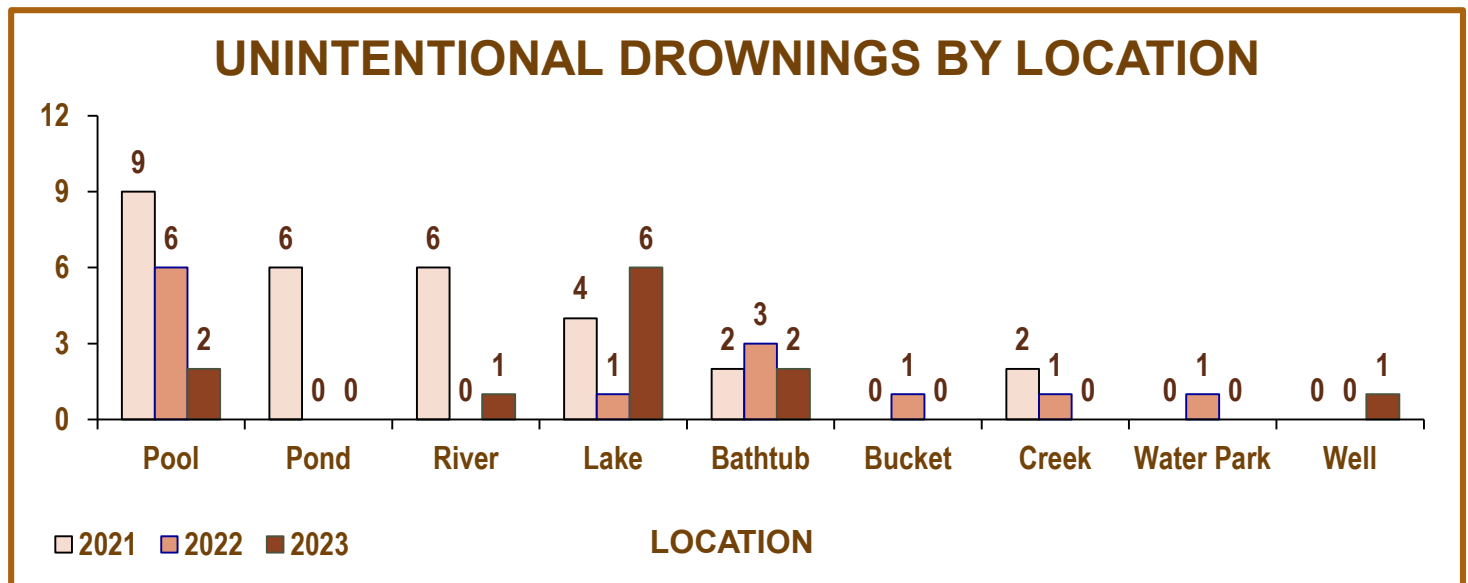 UNINTENTIONAL DROWNINGS BY LOCATION
12
9
6
3
0
9 6 2
6 0 0
6 0 1
4 1 6
2 3 2
0 1 0
2 1 0
0 1 0
0 0 1
Pool Pond River Lake Bathtub Bucket Creek Water Park Well
2021 2022 2023
LOCATION